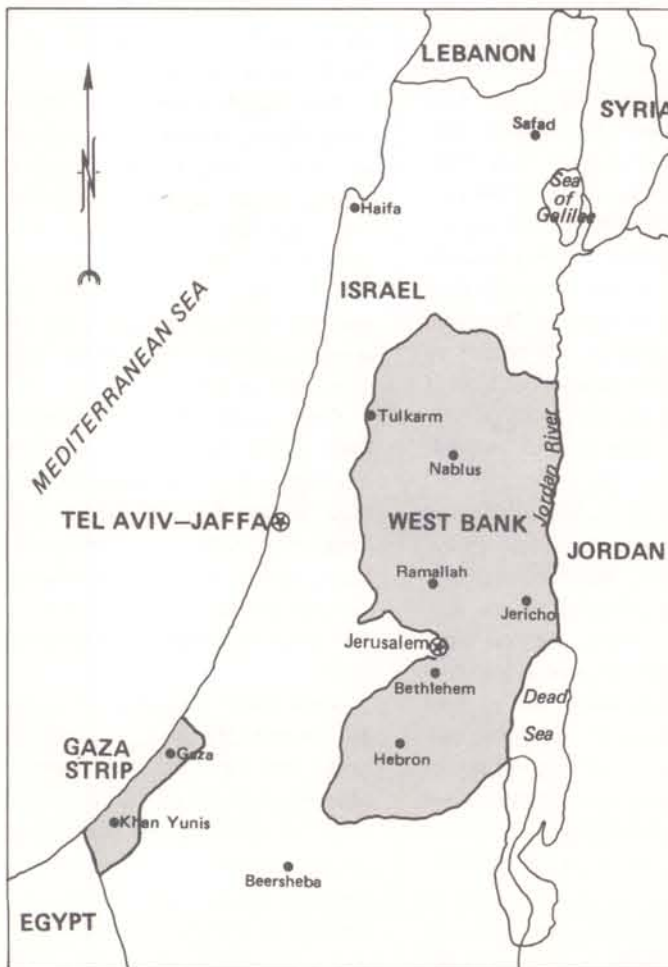 LEBANON
SYRIA
Safad
Sea
of
Galilee
Haifa
ISRAEL
MEDITERRANEAN SEA
Tulkarm
Nablus
Jordan River
TEL AVIV–JAFFA
WEST BANK
JORDAN
Ramallah
Jericho
Jerusalem
Bethlehem
Dead
Sea
GAZA
STRIP
Gaza
Hebron
Khan Yunis
Beersheba
EGYPT
N